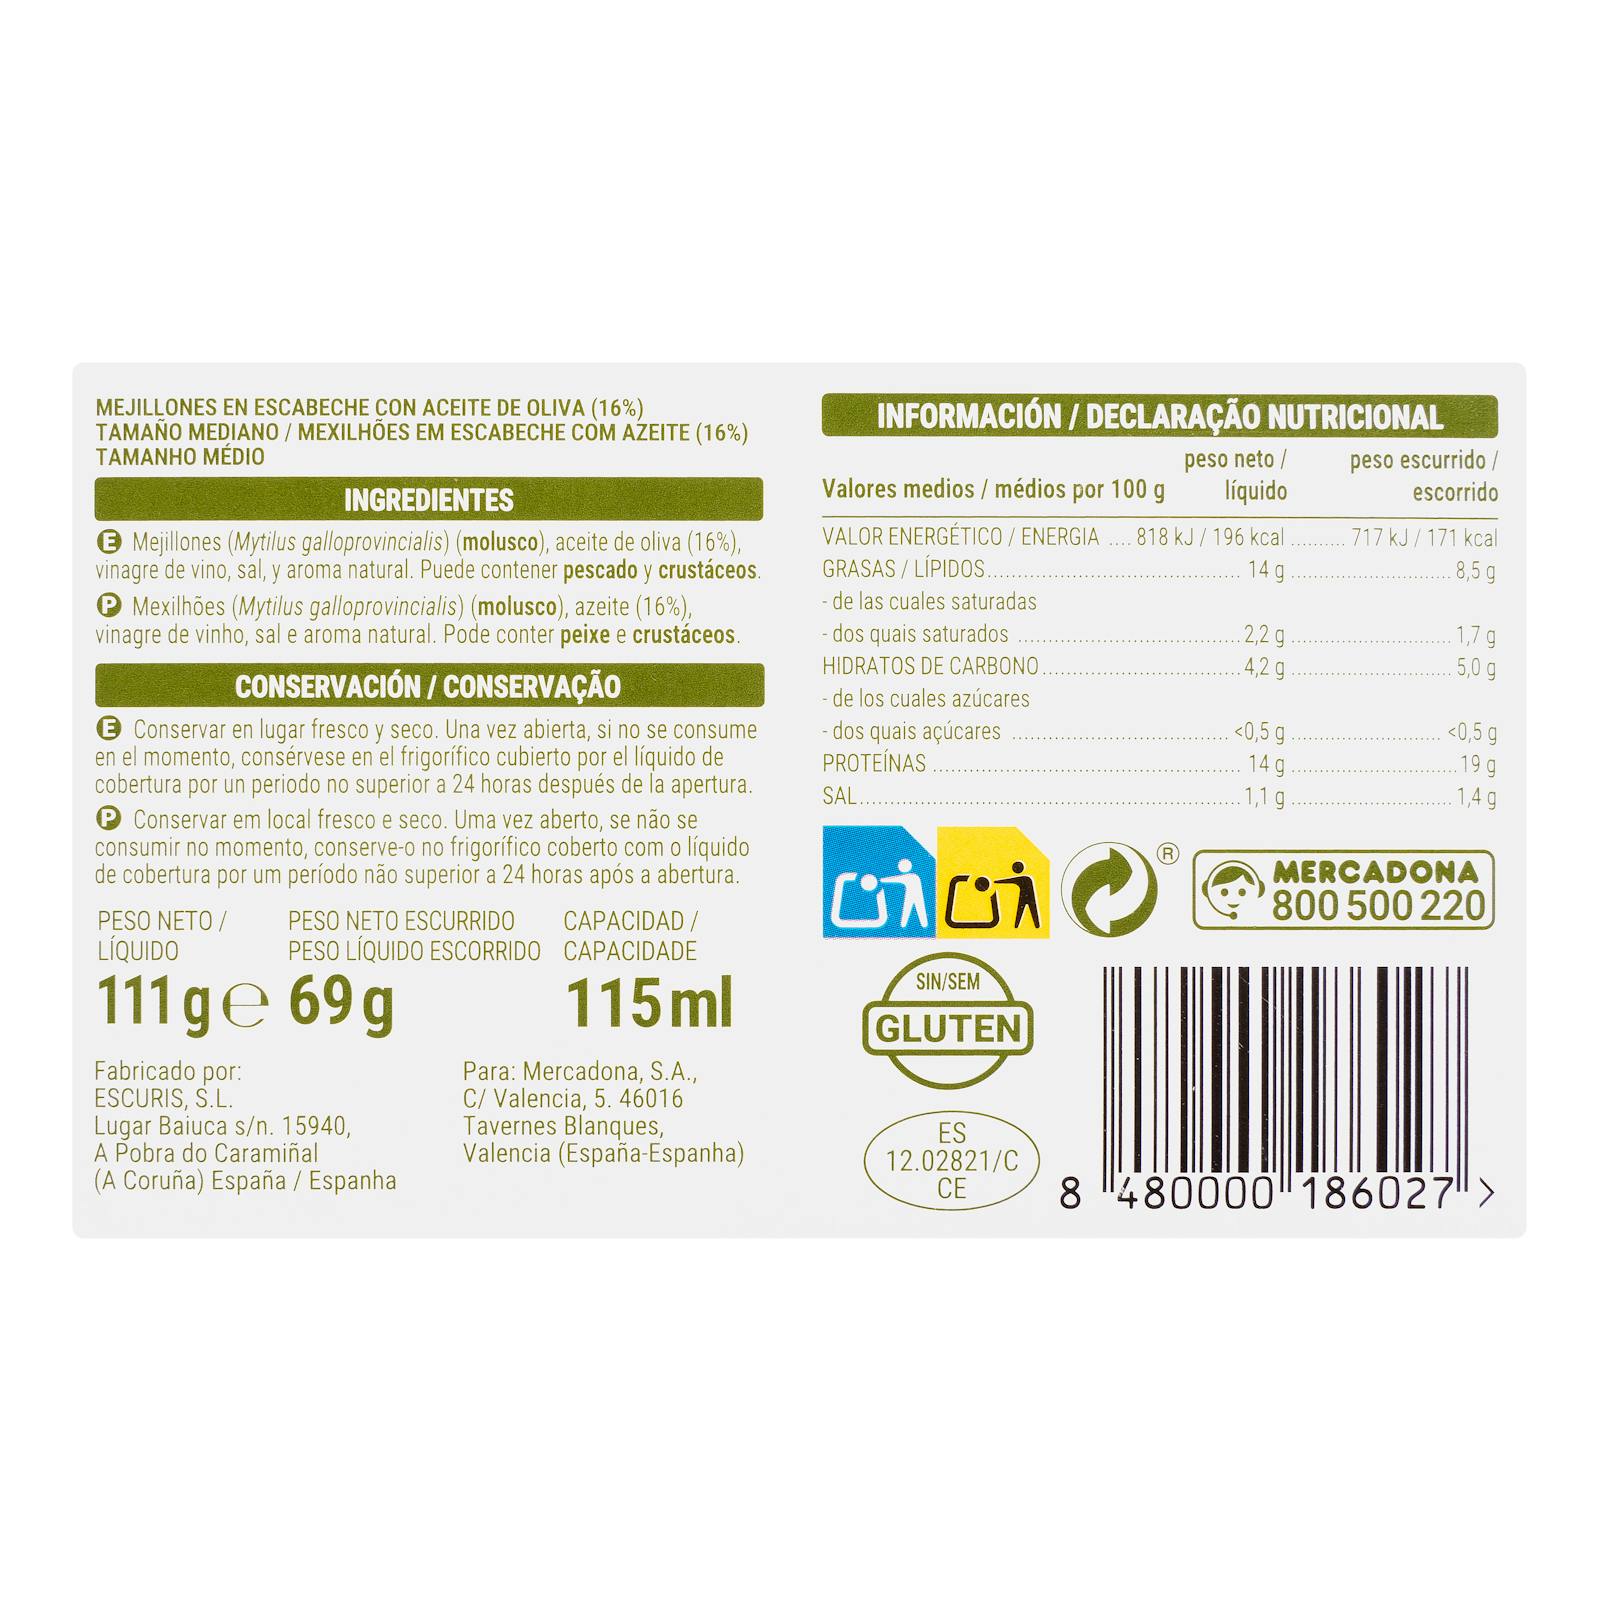 MEJILLONES EN ESCABECHE CON ACEITE DE OLIVA (16%)
TAMAÑO MEDIANO / MEXILHÕES EM ESCABECHE COM AZEITE (16%)
TAMANHO MÉDIO
INGREDIENTES
E Mejillones (Mytilus galloprovincialis) (molusco), aceite de oliva (16%),
vinagre de vino, sal, y aroma natural. Puede contener pescado y crustáceos.
P Mexilhões (Mytilus galloprovincialis) (molusco), azeite (16%),
vinagre de vinho, sal e aroma natural. Pode conter peixe e crustáceos.
CONSERVACIÓN / CONSERVAÇÃO
E Conservar en lugar fresco y seco. Una vez abierta, si no se consume
en el momento, consérvese en el frigorífico cubierto por el líquido de
cobertura por un periodo no superior a 24 horas después de la apertura.
P Conservar em local fresco e seco. Uma vez aberto, se não se
consumir no momento, conserve-o no frigorífico coberto com o líquido
de cobertura por um período não superior a 24 horas após a abertura.
PESO NETO / PESO NETO ESCURRIDO CAPACIDAD /
LÍQUIDO PESO LÍQUIDO ESCORRIDO CAPACIDADE
111 g e 69 g 115 ml
Fabricado por:
ESCURIS, S.L.
Lugar Baiuca s/n. 15940,
A Pobra do Caramiñal
(A Coruña) España / Espanha
Para: Mercadona, S.A.,
C/ Valencia, 5. 46016
Tavernes Blanques,
Valencia (España-Espanha)
INFORMACIÓN / DECLARAÇÃO NUTRICIONAL
peso neto / peso escurrido /
Valores medios / médios por 100 g líquido escorrido
VALOR ENERGÉTICO / ENERGIA .... 818 kJ / 196 kcal .......... 717 kJ / 171 kcal
GRASAS / LÍPIDOS.......... 14 g .......... 8,5 g
- de las cuales saturadas
- dos quais saturados .......... 2,2 g .......... 1,7 g
HIDRATOS DE CARBONO.......... 4,2 g .......... 5,0 g
- de los cuales azúcares
- dos quais açúcares .......... <0,5 g .......... <0,5 g
PROTEÍNAS .......... 14 g .......... 19 g
SAL.......... 1,1 g .......... 1,4 g
®
MERCADONA
800 500 220
SIN/SEM
GLUTEN
ES
12.02821/C
CE
8 480000 186027 >